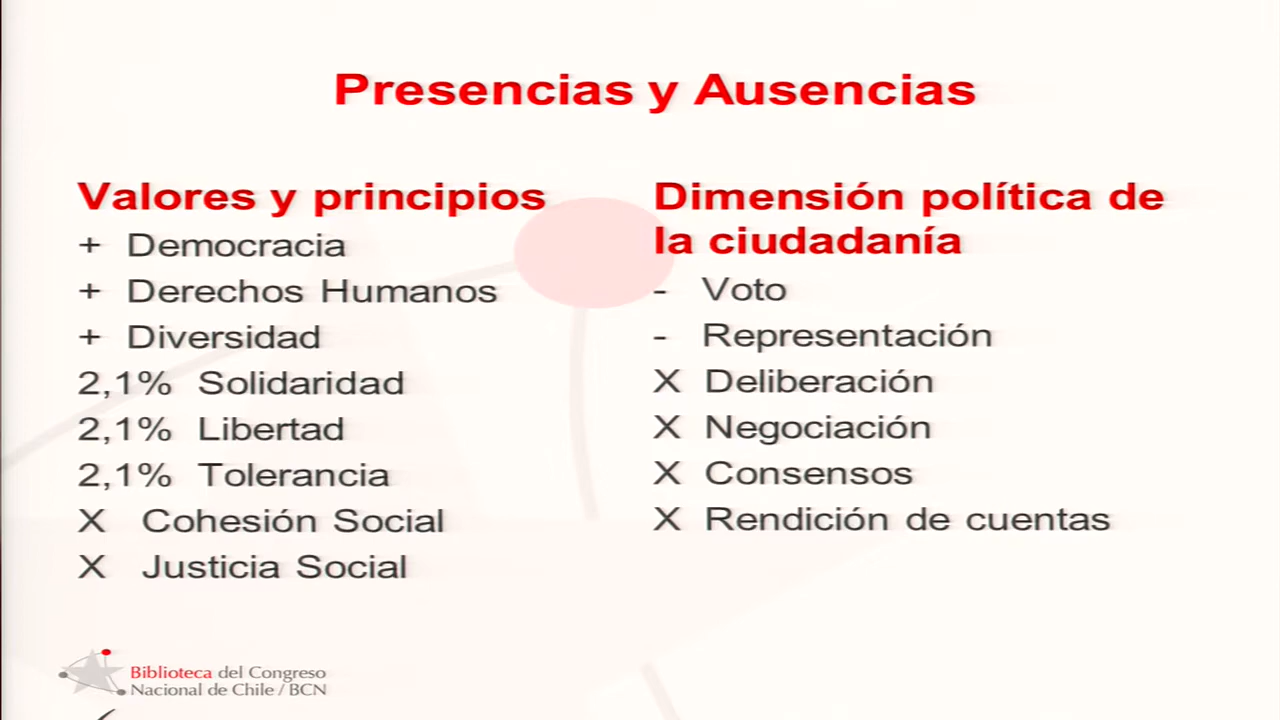 Presencias y Ausencias
Valores y principios
+ Democracia
+ Derechos Humanos
+ Diversidad
2,1% Solidaridad
2,1% Libertad
2,1% Tolerancia
X Cohesión Social
X Justicia Social
Dimensión política de
la ciudadanía
- Voto
- Representación
X Deliberación
X Negociación
X Consensos
X Rendición de cuentas
Biblioteca del Congreso
Nacional de Chile / BCN